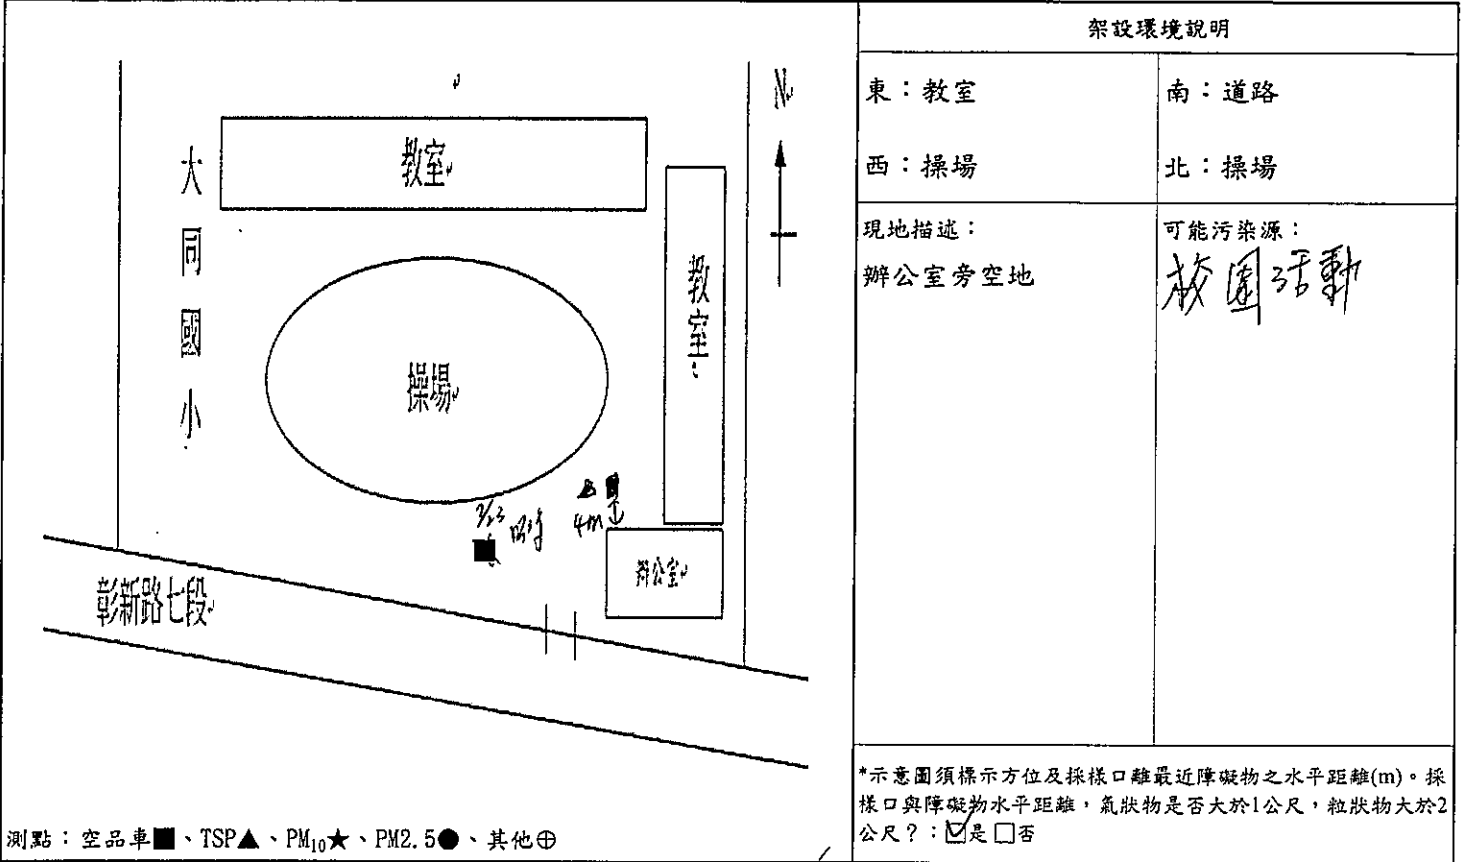 架設環境說明
東：教室
南：道路
西：操場
北：操場
現地描述：
辦公室旁空地
可能污染源：
校園活動
N
教室
大同國小
教室
操場
4m
辦公室
彰新路七段
測點：空品車■、TSP▲、PM₁₀★、PM2.5●、其他⊕
*示意圖須標示方位及採樣口離最近障礙物之水平距離(m)。採
樣口與障礙物水平距離，氣狀物是否大於1公尺，粒狀物大於2
公尺？：☑是□否